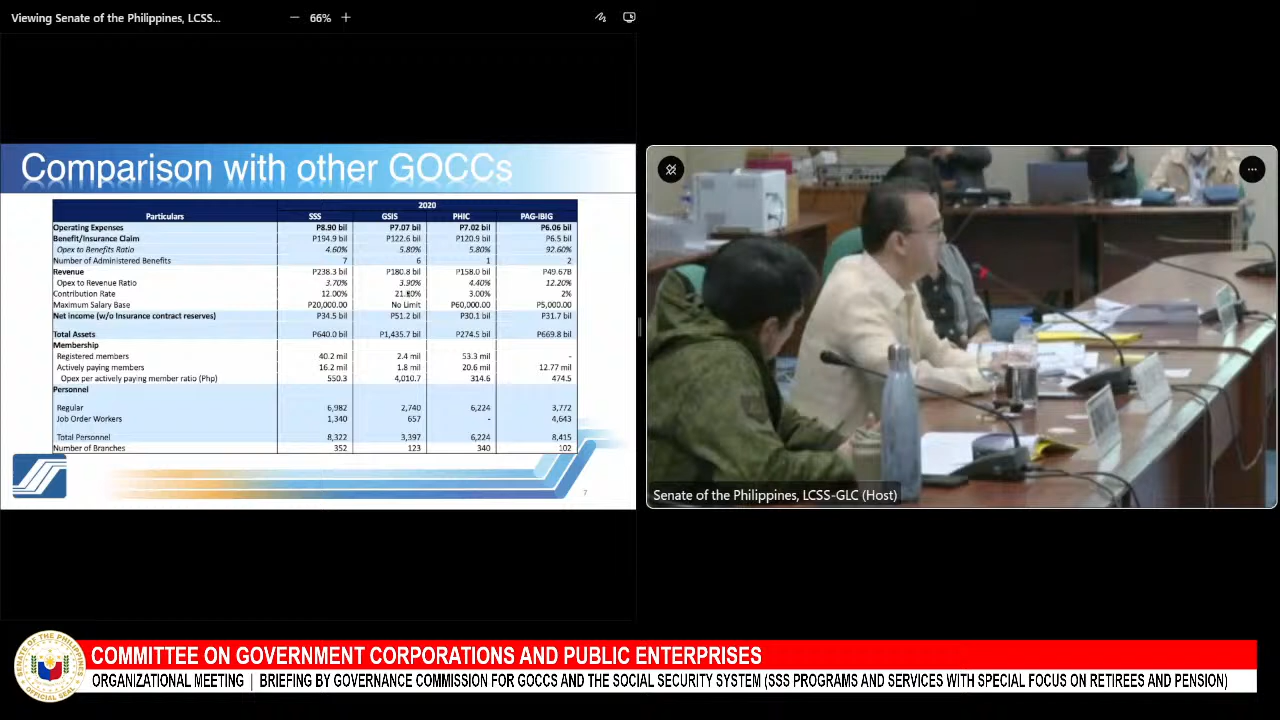 Viewing Senate of the Philippines, LCSS... 66%
Comparison with other GOCCs
2020
Particulars SSS GSIS PHIC PAG-IBIG
Operating Expenses P8.90 bil P7.07 bil P7.02 bil P6.06 bil
Benefit/Insurance Claim P194.9 bil P122.6 bil P120.9 bil P6.5 bil
Opex to Benefits Ratio 4.60% 5.80% 5.80% 92.60%
Number of Administered Benefits 7 6 1 2
Revenue P238.3 bil P180.8 bil P158.0 bil P49.67B
Opex to Revenue Ratio 3.70% 3.90% 4.40% 12.20%
Contribution Rate 12.00% 21.00% 3.00% 2%
Maximum Salary Base P20,000.00 No Limit P60,000.00 P5,000.00
Net income (w/o Insurance contract reserves) P34.5 bil P51.2 bil P30.1 bil P31.7 bil
Total Assets P640.0 bil P1,435.7 bil P274.5 bil P669.8 bil
Membership
Registered members 40.2 mil 2.4 mil 53.3 mil -
Actively paying members 16.2 mil 1.8 mil 20.6 mil 12.77 mil
Opex per actively paying member ratio (Php) 550.3 4,010.7 314.6 474.5
Personnel
Regular 6,982 2,740 6,224 3,772
Job Order Workers 1,340 657 - 4,643
Total Personnel 8,322 3,397 6,224 8,415
Number of Branches 352 123 340 102
7
Senate of the Philippines, LCSS-GLC (Host)
SENATE OF THE PHILIPPINES
OFFICIAL SEAL
COMMITTEE ON GOVERNMENT CORPORATIONS AND PUBLIC ENTERPRISES
ORGANIZATIONAL MEETING | BRIEFING BY GOVERNANCE COMMISSION FOR GOCCS AND THE SOCIAL SECURITY SYSTEM (SSS PROGRAMS AND SERVICES WITH SPECIAL FOCUS ON RETIREES AND PENSION)